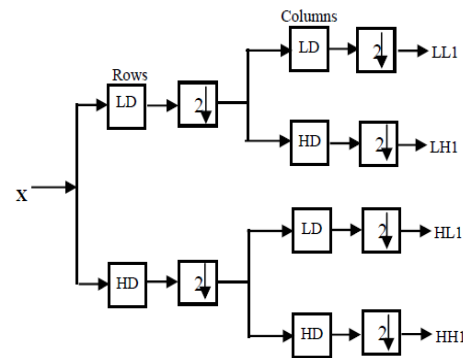 Columns
LD 2 LL1
Rows
LD 2
HD 2 LH1
X
LD 2 HL1
HD 2
HD 2 HH1